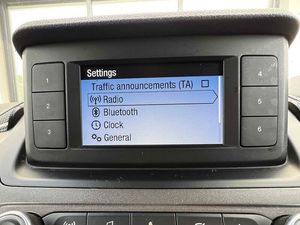 Settings
Traffic announcements (TA)
Radio
Bluetooth
Clock
General
1
2
3
4
5
6